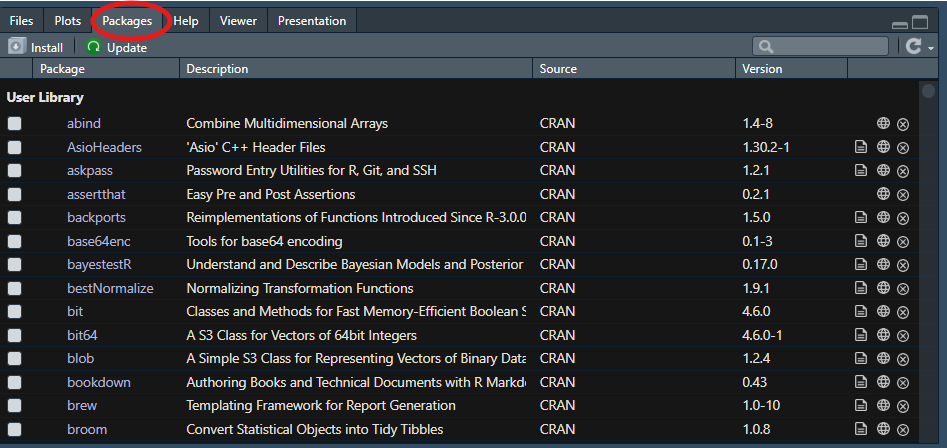 Files Plots Packages Help Viewer Presentation
Install Update
Package Description Source Version
User Library
abind Combine Multidimensional Arrays CRAN 1.4-8
AsioHeaders 'Asio' C++ Header Files CRAN 1.30.2-1
askpass Password Entry Utilities for R, Git, and SSH CRAN 1.2.1
assertthat Easy Pre and Post Assertions CRAN 0.2.1
backports Reimplementations of Functions Introduced Since R-3.0.0 CRAN 1.5.0
base64enc Tools for base64 encoding CRAN 0.1-3
bayestestR Understand and Describe Bayesian Models and Posterior CRAN 0.17.0
bestNormalize Normalizing Transformation Functions CRAN 1.9.1
bit Classes and Methods for Fast Memory-Efficient Boolean S CRAN 4.6.0
bit64 A S3 Class for Vectors of 64bit Integers CRAN 4.6.0-1
blob A Simple S3 Class for Representing Vectors of Binary Data CRAN 1.2.4
bookdown Authoring Books and Technical Documents with R Markdo CRAN 0.43
brew Templating Framework for Report Generation CRAN 1.0-10
broom Convert Statistical Objects into Tidy Tibbles CRAN 1.0.8